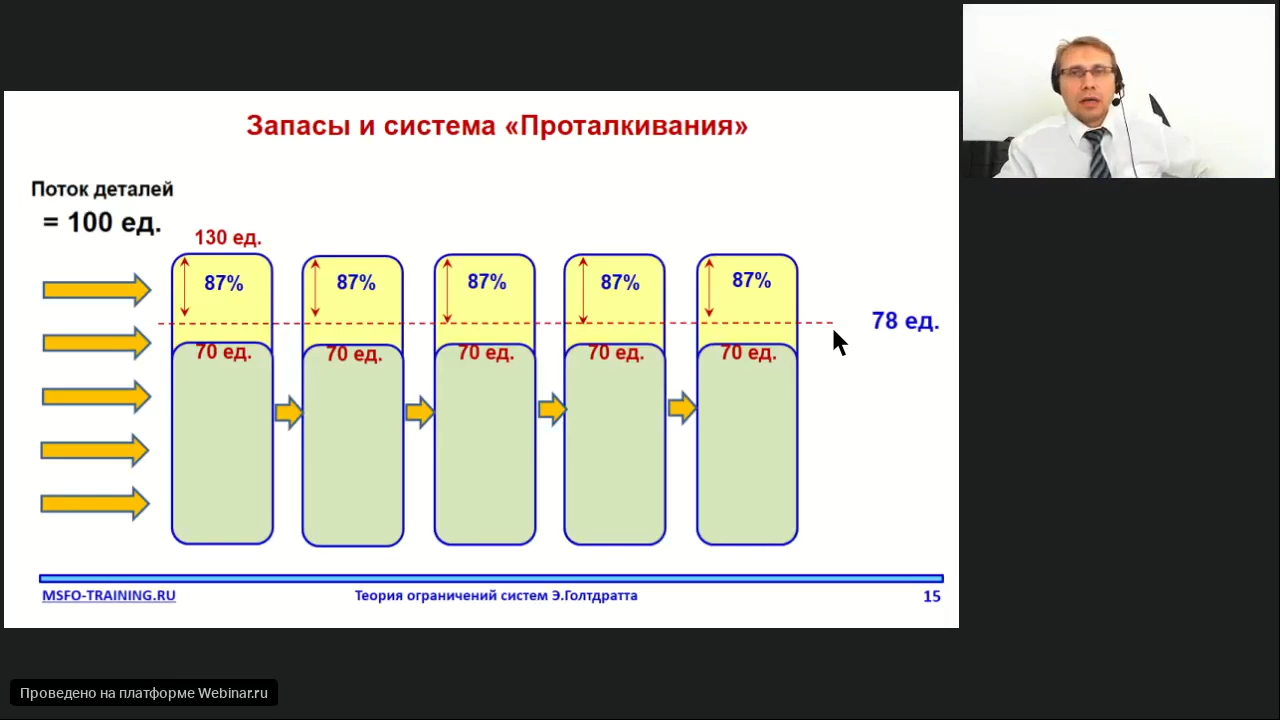 Запасы и система «Проталкивания»
Поток деталей
= 100 ед.
130 ед.
87%
87%
87%
87%
87%
78 ед.
70 ед.
70 ед.
70 ед.
70 ед.
70 ед.
MSFO-TRAINING.RU
Теория ограничений систем Э.Голтдратта
15
Проведено на платформе Webinar.ru